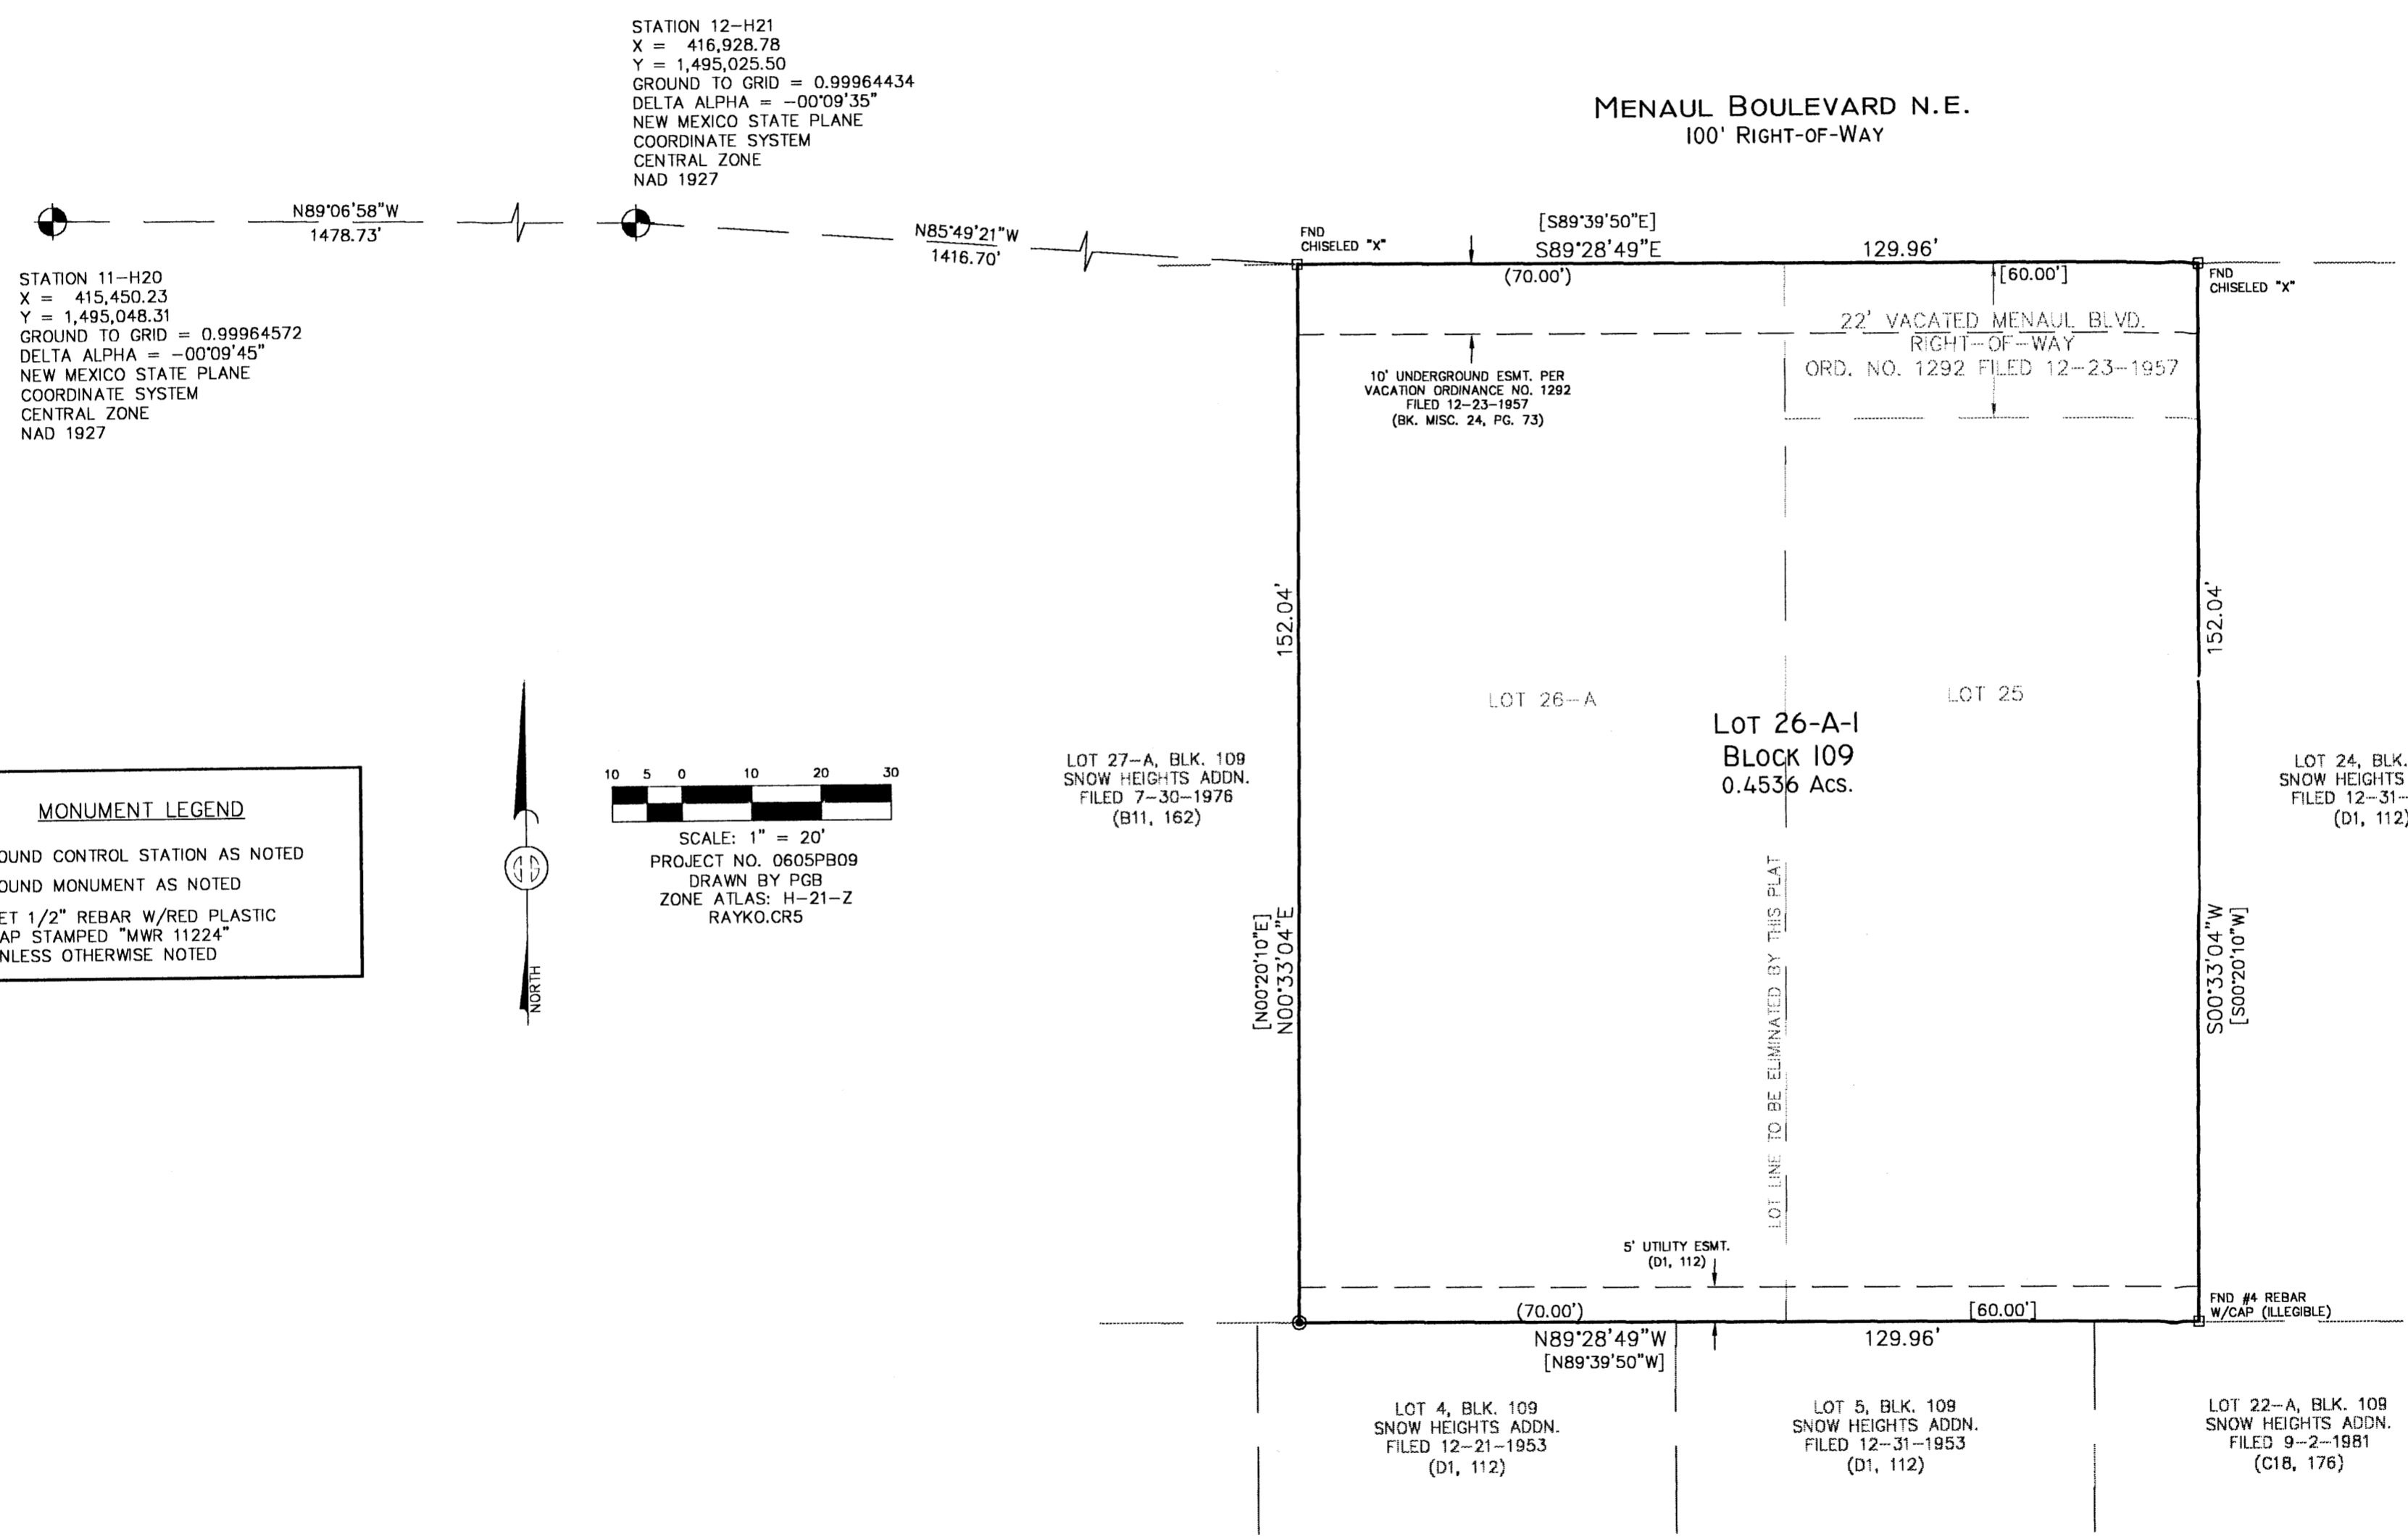 STATION 12-H21
X = 416,928.78
Y = 1,495,025.50
GROUND TO GRID = 0.99964434
DELTA ALPHA = -00°09'35"
NEW MEXICO STATE PLANE
COORDINATE SYSTEM
CENTRAL ZONE
NAD 1927
MENAUL BOULEVARD N.E.
100' RIGHT-OF-WAY
N89°06'58"W
1478.73'
N85°49'21"W
1416.70'
STATION 11-H20
X = 415,450.23
Y = 1,495,048.31
GROUND TO GRID = 0.99964572
DELTA ALPHA = -00°09'45"
NEW MEXICO STATE PLANE
COORDINATE SYSTEM
CENTRAL ZONE
NAD 1927
FND
CHISELED "X"
[S89°39'50"E]
S89°28'49"E 129.96'
(70.00') [60.00']
FND
CHISELED "X"
22' VACATED MENAUL BLVD.
RIGHT-OF-WAY
ORD. NO. 1292 FILED 12-23-1957
10' UNDERGROUND ESMT. PER
VACATION ORDINANCE NO. 1292
FILED 12-23-1957
(BK. MISC. 24, PG. 73)
152.04'
152.04'
LOT 26-A
LOT 25
LOT 26-A-1
BLOCK 109
0.4536 ACS.
LOT 27-A, BLK. 109
SNOW HEIGHTS ADDN.
FILED 7-30-1976
(B11, 162)
LOT 24, BLK.
SNOW HEIGHTS
FILED 12-31-
(D1, 112)
MONUMENT LEGEND
OUND CONTROL STATION AS NOTED
OUND MONUMENT AS NOTED
ET 1/2" REBAR W/RED PLASTIC
AP STAMPED "MWR 11224"
NLESS OTHERWISE NOTED
NORTH
10 5 0 10 20 30
SCALE: 1" = 20'
PROJECT NO. 0605PB09
DRAWN BY PGB
ZONE ATLAS: H-21-Z
RAYKO.CR5
[N00°20'10"E]
N00°33'04"E
LOT LINE TO BE ELIMINATED BY THIS PLAT
S00°33'04"W
[S00°20'10"W]
5' UTILITY ESMT.
(D1, 112)
(70.00') [60.00']
N89°28'49"W 129.96'
[N89°39'50"W]
FND #4 REBAR
W/CAP (ILLEGIBLE)
LOT 4, BLK. 109
SNOW HEIGHTS ADDN.
FILED 12-21-1953
(D1, 112)
LOT 5, BLK. 109
SNOW HEIGHTS ADDN.
FILED 12-31-1953
(D1, 112)
LOT 22-A, BLK. 109
SNOW HEIGHTS ADDN.
FILED 9-2-1981
(C18, 176)